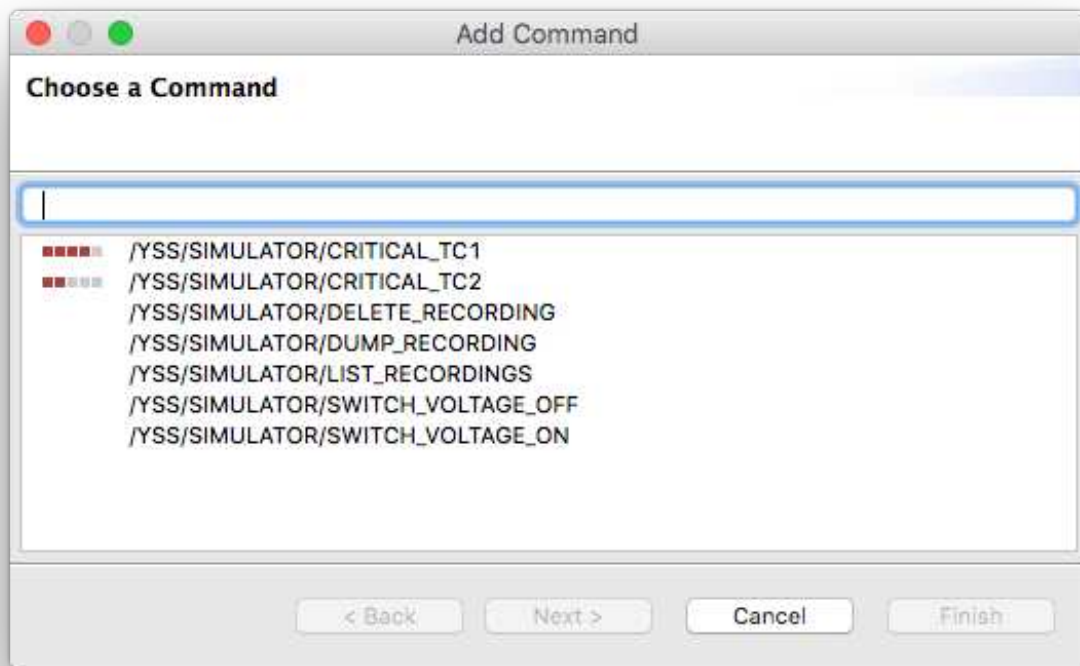 Add Command
Choose a Command
/YSS/SIMULATOR/CRITICAL_TC1
/YSS/SIMULATOR/CRITICAL_TC2
/YSS/SIMULATOR/DELETE_RECORDING
/YSS/SIMULATOR/DUMP_RECORDING
/YSS/SIMULATOR/LIST_RECORDINGS
/YSS/SIMULATOR/SWITCH_VOLTAGE_OFF
/YSS/SIMULATOR/SWITCH_VOLTAGE_ON
< Back Next > Cancel Finish